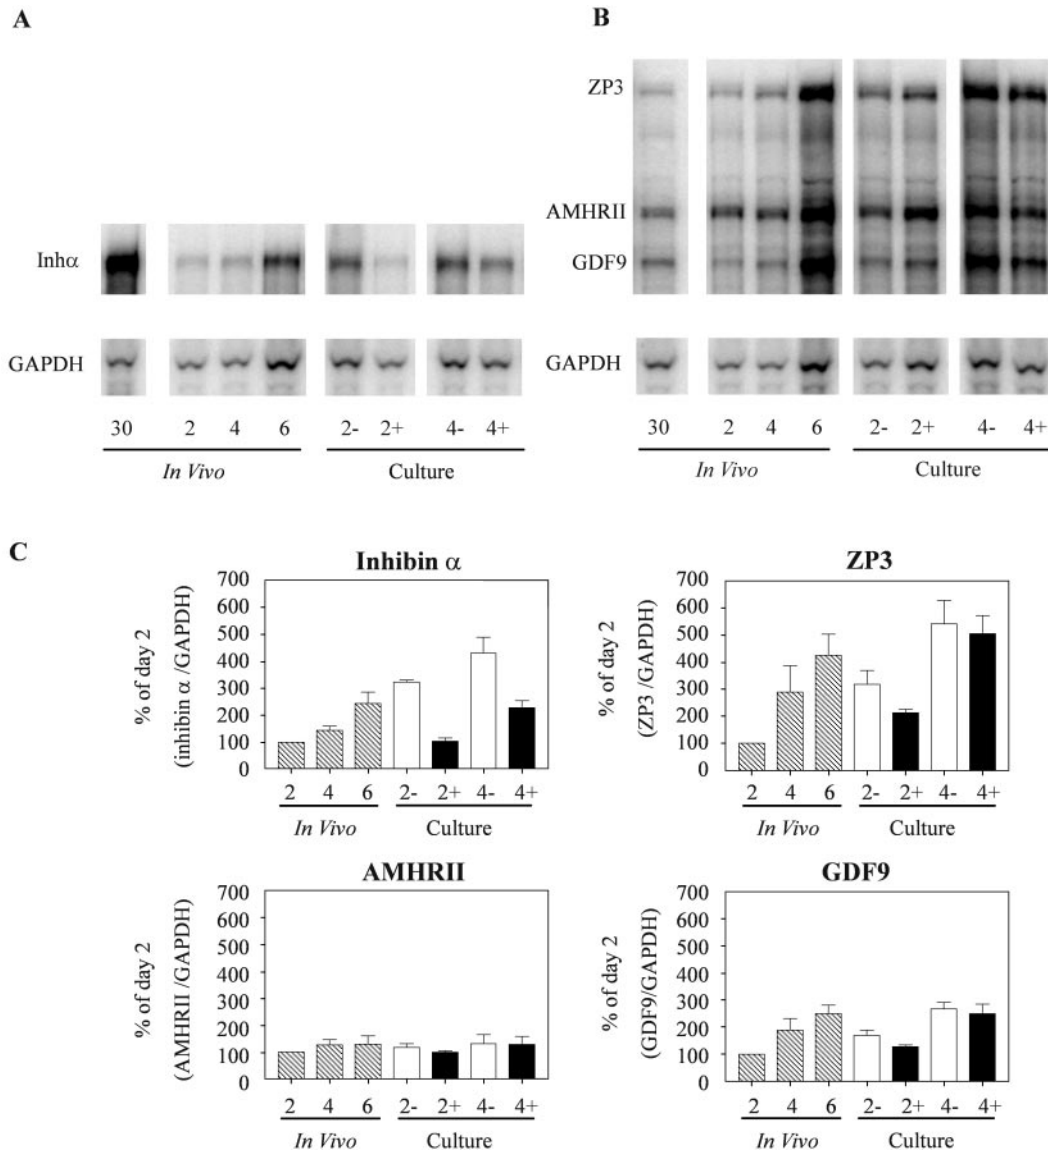 A
B
ZP3
AMHRII
GDF9
Inhα
GAPDH
GAPDH
30 2 4 6 2- 2+ 4- 4+
In Vivo Culture
30 2 4 6 2- 2+ 4- 4+
In Vivo Culture
C
Inhibin α
% of day 2
(inhibin α /GAPDH)
700
600
500
400
300
200
100
0
2 4 6 2- 2+ 4- 4+
In Vivo Culture
ZP3
% of day 2
(ZP3 /GAPDH)
700
600
500
400
300
200
100
0
2 4 6 2- 2+ 4- 4+
In Vivo Culture
AMHRII
% of day 2
(AMHRII /GAPDH)
700
600
500
400
300
200
100
0
2 4 6 2- 2+ 4- 4+
In Vivo Culture
GDF9
% of day 2
(GDF9/GAPDH)
700
600
500
400
300
200
100
0
2 4 6 2- 2+ 4- 4+
In Vivo Culture